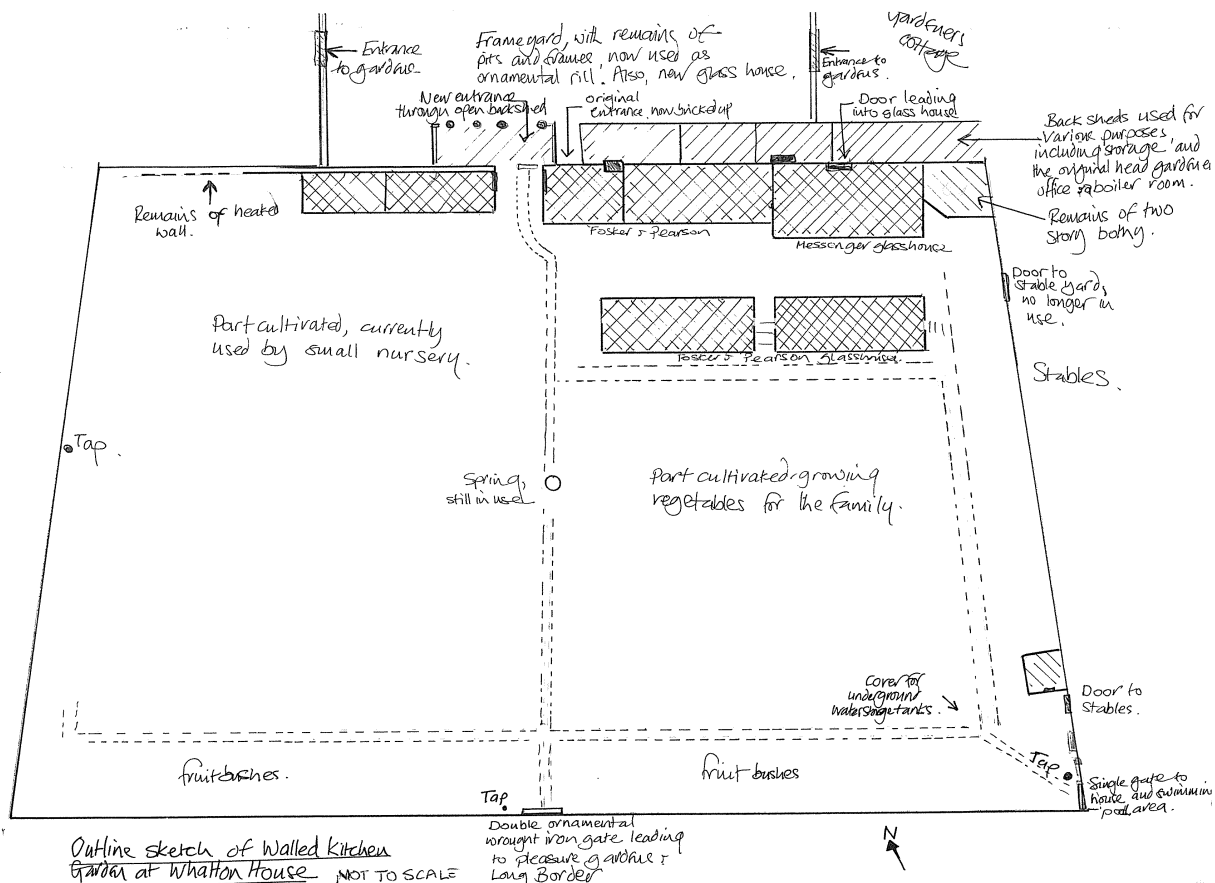 Entrance
to gardens
Frameyard, with remains of
pits and frames, now used as
ornamental rill. Also, new glass house.
Entrance to
gardens.
Gardeners
cottage
New entrance
through open backshed
original
entrance now bricked up
Door leading
into glass house
Back sheds used for
various purposes
including storage and
the original head gardener
office & boiler room.
Remains of heated
wall.
Foster & Pearson
Messenger glasshouse
Remains of two
story bothy.
Door to
stable yard,
no longer in
use.
Part cultivated, currently
used by small nursery.
Foster & Pearson glasshouse.
Stables.
Tap.
Spring,
still in use
Part cultivated-growing
vegetables for the family.
Cover for
underground
water storage tanks.
Door to
Stables.
fruit bushes.
fruit bushes
Tap
Tap
Single gate to
house and swimmin
pool area.
Double ornamental
wrought iron gate leading
to pleasure gardens &
Long Border
N
Outline sketch of Walled Kitchen
Garden at Whatton House NOT TO SCALE